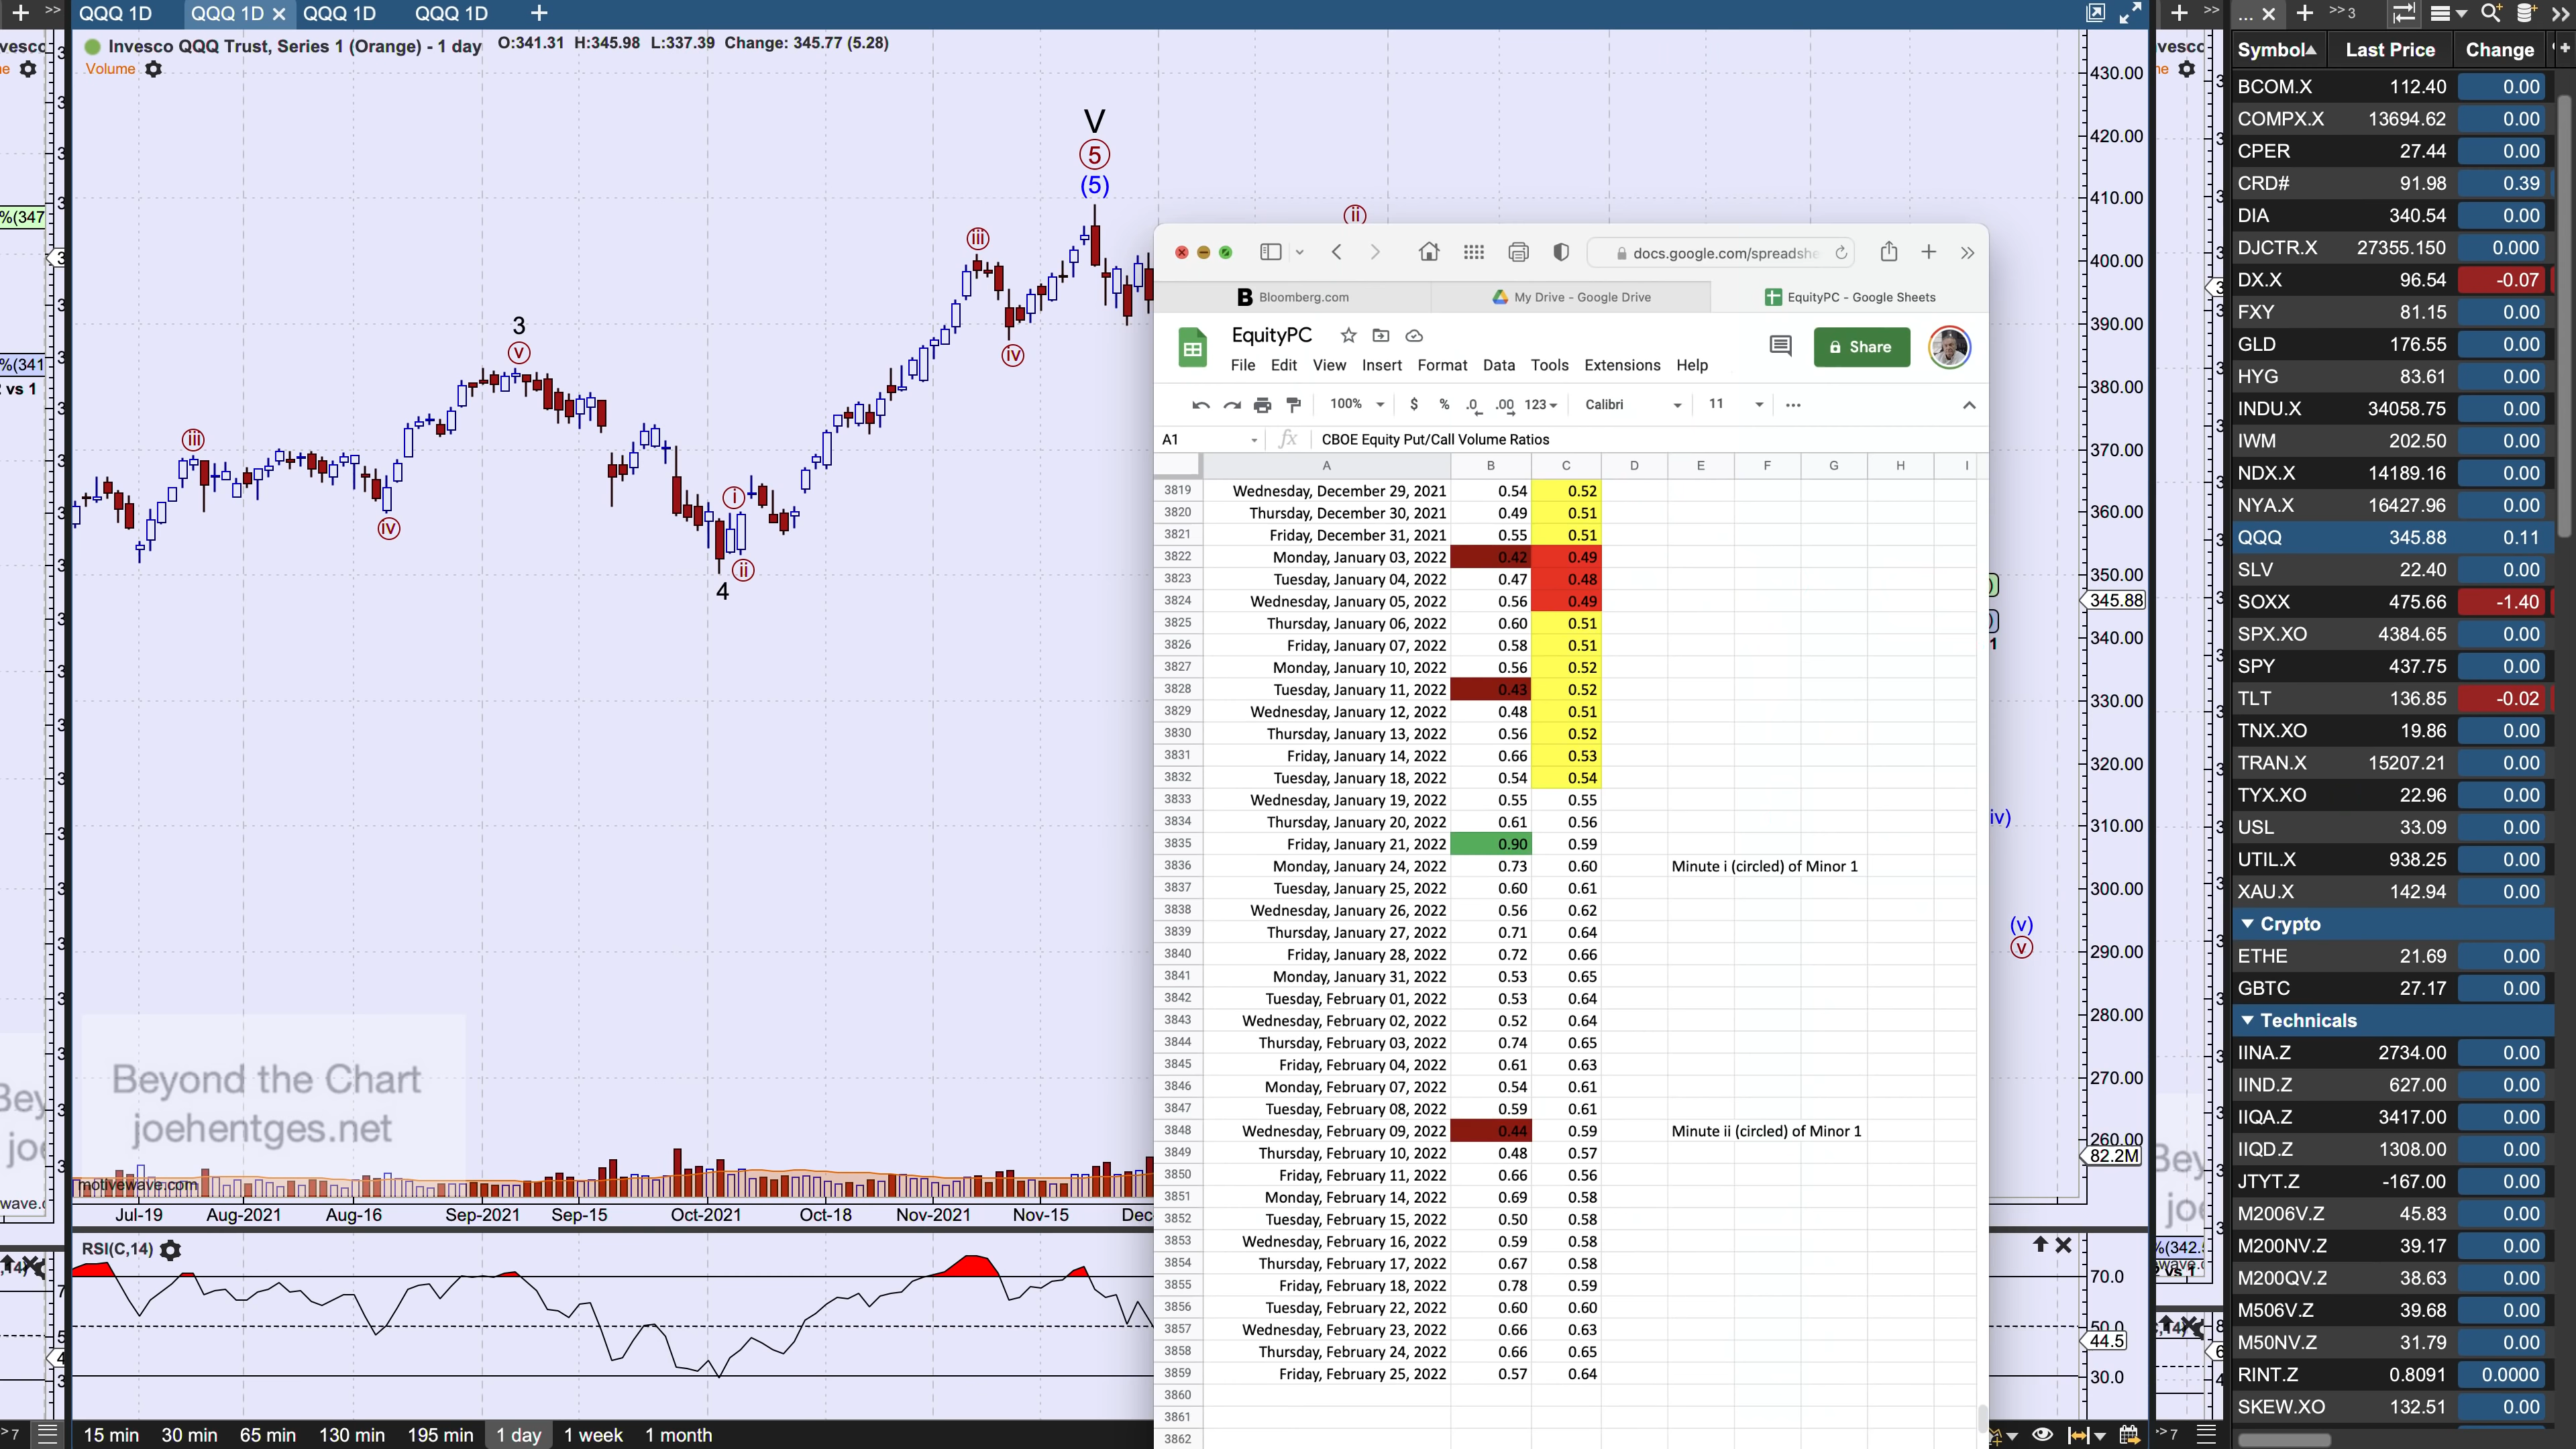 QQQ 1D
QQQ 1D
QQQ 1D
QQQ 1D
Invesco QQQ Trust, Series 1 (Orange) - 1 day O:341.31 H:345.98 L:337.39 Change: 345.77 (5.28)
Volume
430.00
420.00
410.00
400.00
390.00
380.00
370.00
360.00
350.00
345.88
340.00
330.00
320.00
310.00
300.00
290.00
280.00
270.00
260.00
82.2M
V
5
(5)
iii
iv
3
v
iii
iv
i
ii
4
ii
iv)
(v)
v
Beyond the Chart
joehentges.net
motivewave.com
Jul-19 Aug-2021 Aug-16 Sep-2021 Sep-15 Oct-2021 Oct-18 Nov-2021 Nov-15 Dec
RSI(C,14)
70.0
50.0
44.5
30.0
15 min 30 min 65 min 130 min 195 min 1 day 1 week 1 month
docs.google.com/spreadshe
Bloomberg.com
My Drive - Google Drive
EquityPC - Google Sheets
EquityPC
Share
File Edit View Insert Format Data Tools Extensions Help
100% $ % .0 .00 123 Calibri 11
A1 fx CBOE Equity Put/Call Volume Ratios
A B C D E F G H I
3819 Wednesday, December 29, 2021 0.54 0.52
3820 Thursday, December 30, 2021 0.49 0.51
3821 Friday, December 31, 2021 0.55 0.51
3822 Monday, January 03, 2022 0.42 0.49
3823 Tuesday, January 04, 2022 0.47 0.48
3824 Wednesday, January 05, 2022 0.56 0.49
3825 Thursday, January 06, 2022 0.60 0.51
3826 Friday, January 07, 2022 0.58 0.51
3827 Monday, January 10, 2022 0.56 0.52
3828 Tuesday, January 11, 2022 0.43 0.52
3829 Wednesday, January 12, 2022 0.48 0.51
3830 Thursday, January 13, 2022 0.56 0.52
3831 Friday, January 14, 2022 0.66 0.53
3832 Tuesday, January 18, 2022 0.54 0.54
3833 Wednesday, January 19, 2022 0.55 0.55
3834 Thursday, January 20, 2022 0.61 0.56
3835 Friday, January 21, 2022 0.90 0.59
3836 Monday, January 24, 2022 0.73 0.60 Minute i (circled) of Minor 1
3837 Tuesday, January 25, 2022 0.60 0.61
3838 Wednesday, January 26, 2022 0.56 0.62
3839 Thursday, January 27, 2022 0.71 0.64
3840 Friday, January 28, 2022 0.72 0.66
3841 Monday, January 31, 2022 0.53 0.65
3842 Tuesday, February 01, 2022 0.53 0.64
3843 Wednesday, February 02, 2022 0.52 0.64
3844 Thursday, February 03, 2022 0.74 0.65
3845 Friday, February 04, 2022 0.61 0.63
3846 Monday, February 07, 2022 0.54 0.61
3847 Tuesday, February 08, 2022 0.59 0.61
3848 Wednesday, February 09, 2022 0.44 0.59 Minute ii (circled) of Minor 1
3849 Thursday, February 10, 2022 0.48 0.57
3850 Friday, February 11, 2022 0.66 0.56
3851 Monday, February 14, 2022 0.69 0.58
3852 Tuesday, February 15, 2022 0.50 0.58
3853 Wednesday, February 16, 2022 0.59 0.58
3854 Thursday, February 17, 2022 0.67 0.58
3855 Friday, February 18, 2022 0.78 0.59
3856 Tuesday, February 22, 2022 0.60 0.60
3857 Wednesday, February 23, 2022 0.66 0.63
3858 Thursday, February 24, 2022 0.66 0.65
3859 Friday, February 25, 2022 0.57 0.64
3860
3861
3862
Symbol Last Price Change
BCOM.X 112.40 0.00
COMPX.X 13694.62 0.00
CPER 27.44 0.00
CRD# 91.98 0.39
DIA 340.54 0.00
DJCTR.X 27355.150 0.000
DX.X 96.54 -0.07
FXY 81.15 0.00
GLD 176.55 0.00
HYG 83.61 0.00
INDU.X 34058.75 0.00
IWM 202.50 0.00
NDX.X 14189.16 0.00
NYA.X 16427.96 0.00
QQQ 345.88 0.11
SLV 22.40 0.00
SOXX 475.66 -1.40
SPX.XO 4384.65 0.00
SPY 437.75 0.00
TLT 136.85 -0.02
TNX.XO 19.86 0.00
TRAN.X 15207.21 0.00
TYX.XO 22.96 0.00
USL 33.09 0.00
UTIL.X 938.25 0.00
XAU.X 142.94 0.00
Crypto
ETHE 21.69 0.00
GBTC 27.17 0.00
Technicals
IINA.Z 2734.00 0.00
IIND.Z 627.00 0.00
IIQA.Z 3417.00 0.00
IIQD.Z 1308.00 0.00
JTYT.Z -167.00 0.00
M2006V.Z 45.83 0.00
M200NV.Z 39.17 0.00
M200QV.Z 38.63 0.00
M506V.Z 39.68 0.00
M50NV.Z 31.79 0.00
RINT.Z 0.8091 0.0000
SKEW.XO 132.51 0.00